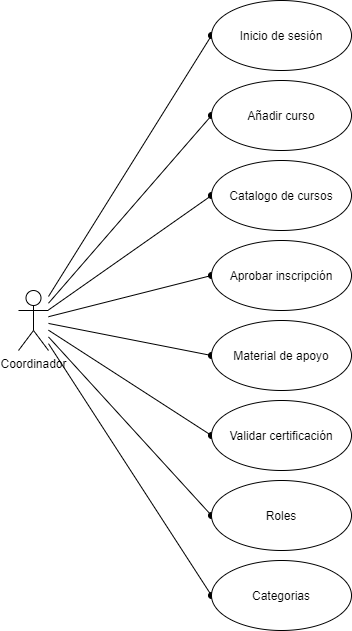 Inicio de sesión
Añadir curso
Catalogo de cursos
Aprobar inscripción
Material de apoyo
Coordinador
Validar certificación
Roles
Categorias